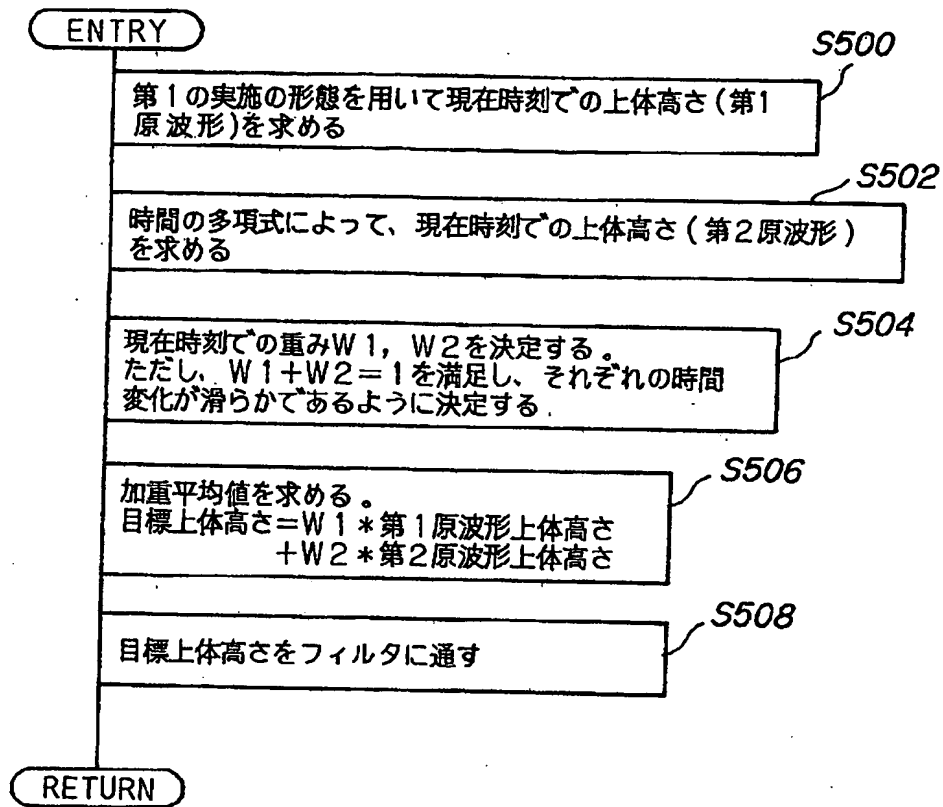 ENTRY
S500
第1の実施の形態を用いて現在時刻での上体高さ(第1
原波形)を求める
S502
時間の多項式によって、現在時刻での上体高さ(第2原波形)
を求める
S504
現在時刻での重みW1,W2を決定する。
ただし、W1+W2=1を満足し、それぞれの時間
変化が滑らかであるように決定する.
S506
加重平均値を求める。
目標上体高さ=W1*第1原波形上体高さ
+W2*第2原波形上体高さ
S508
目標上体高さをフィルタに通す
RETURN